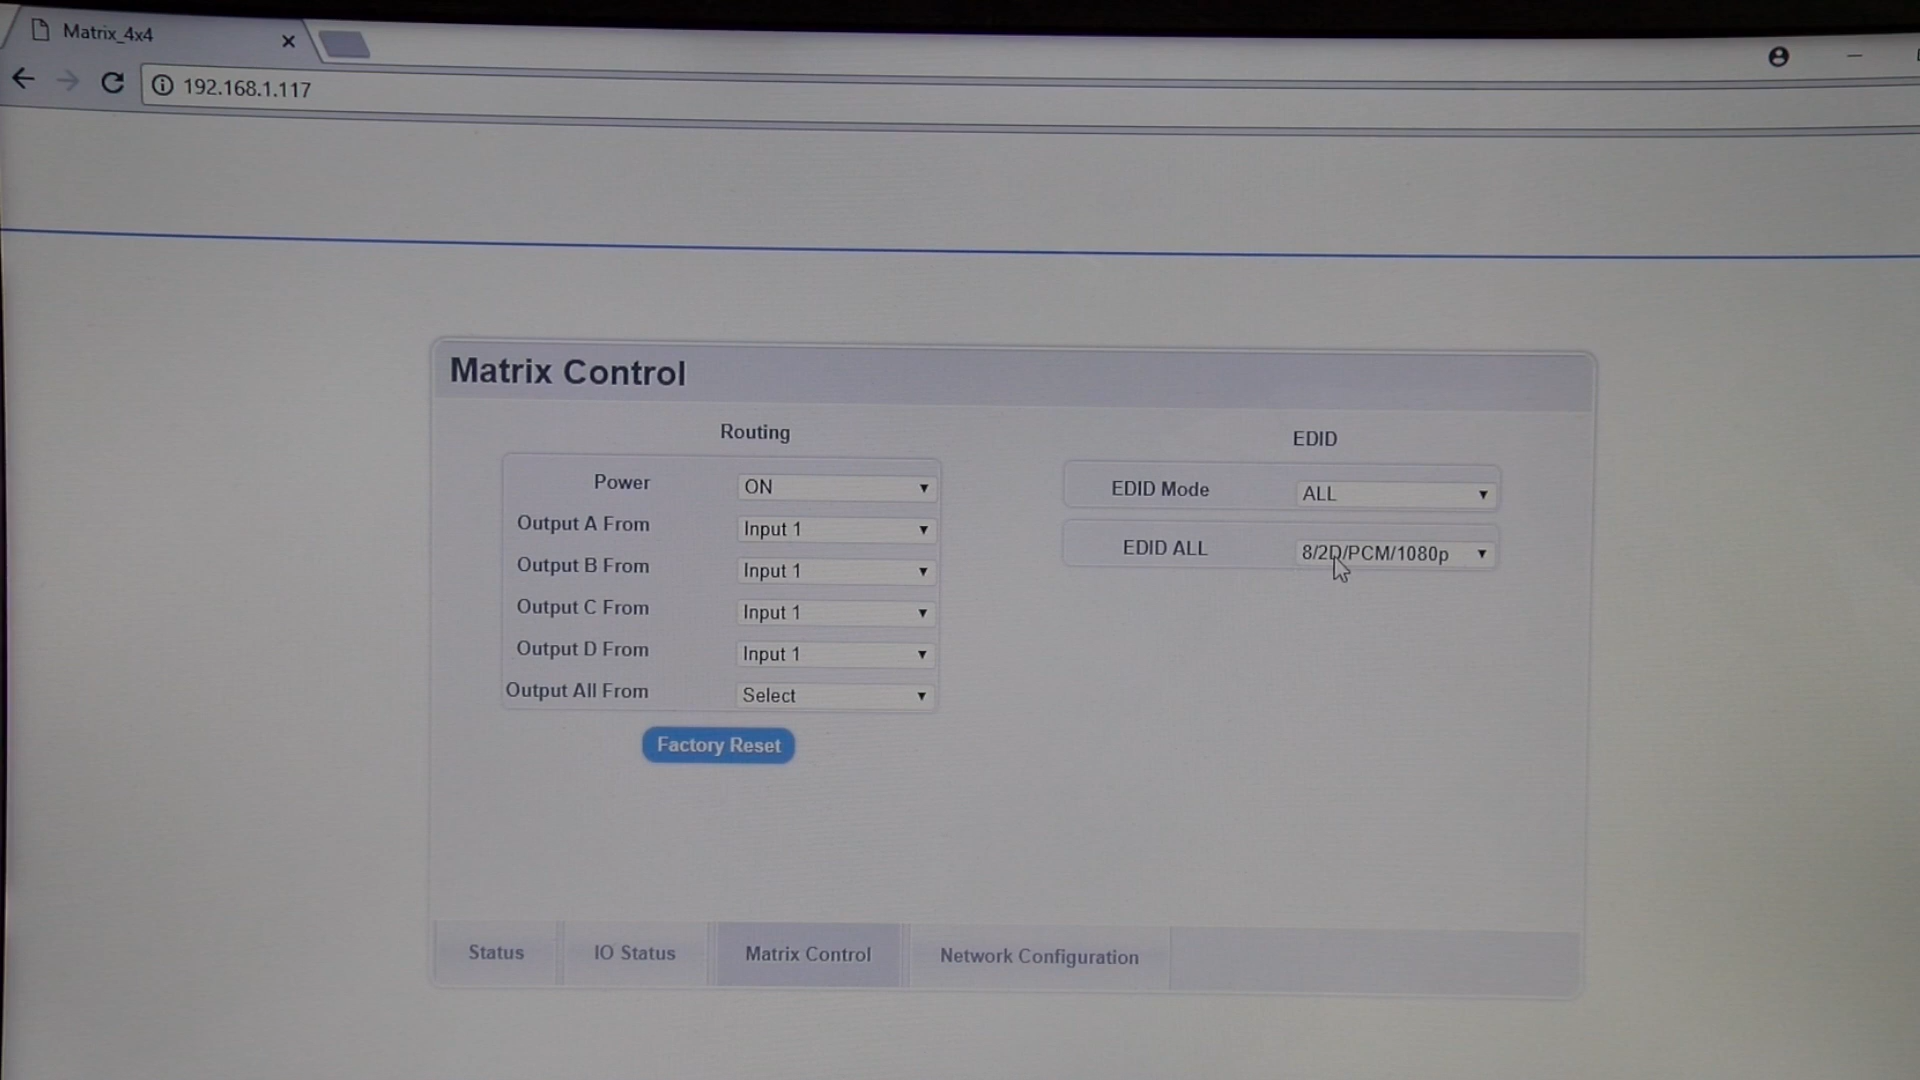 Matrix_4x4
192.168.1.117
Matrix Control
Routing
Power ON
Output A From Input 1
Output B From Input 1
Output C From Input 1
Output D From Input 1
Output All From Select
Factory Reset
EDID
EDID Mode ALL
EDID ALL 8/2D/PCM/1080p
Status IO Status Matrix Control Network Configuration